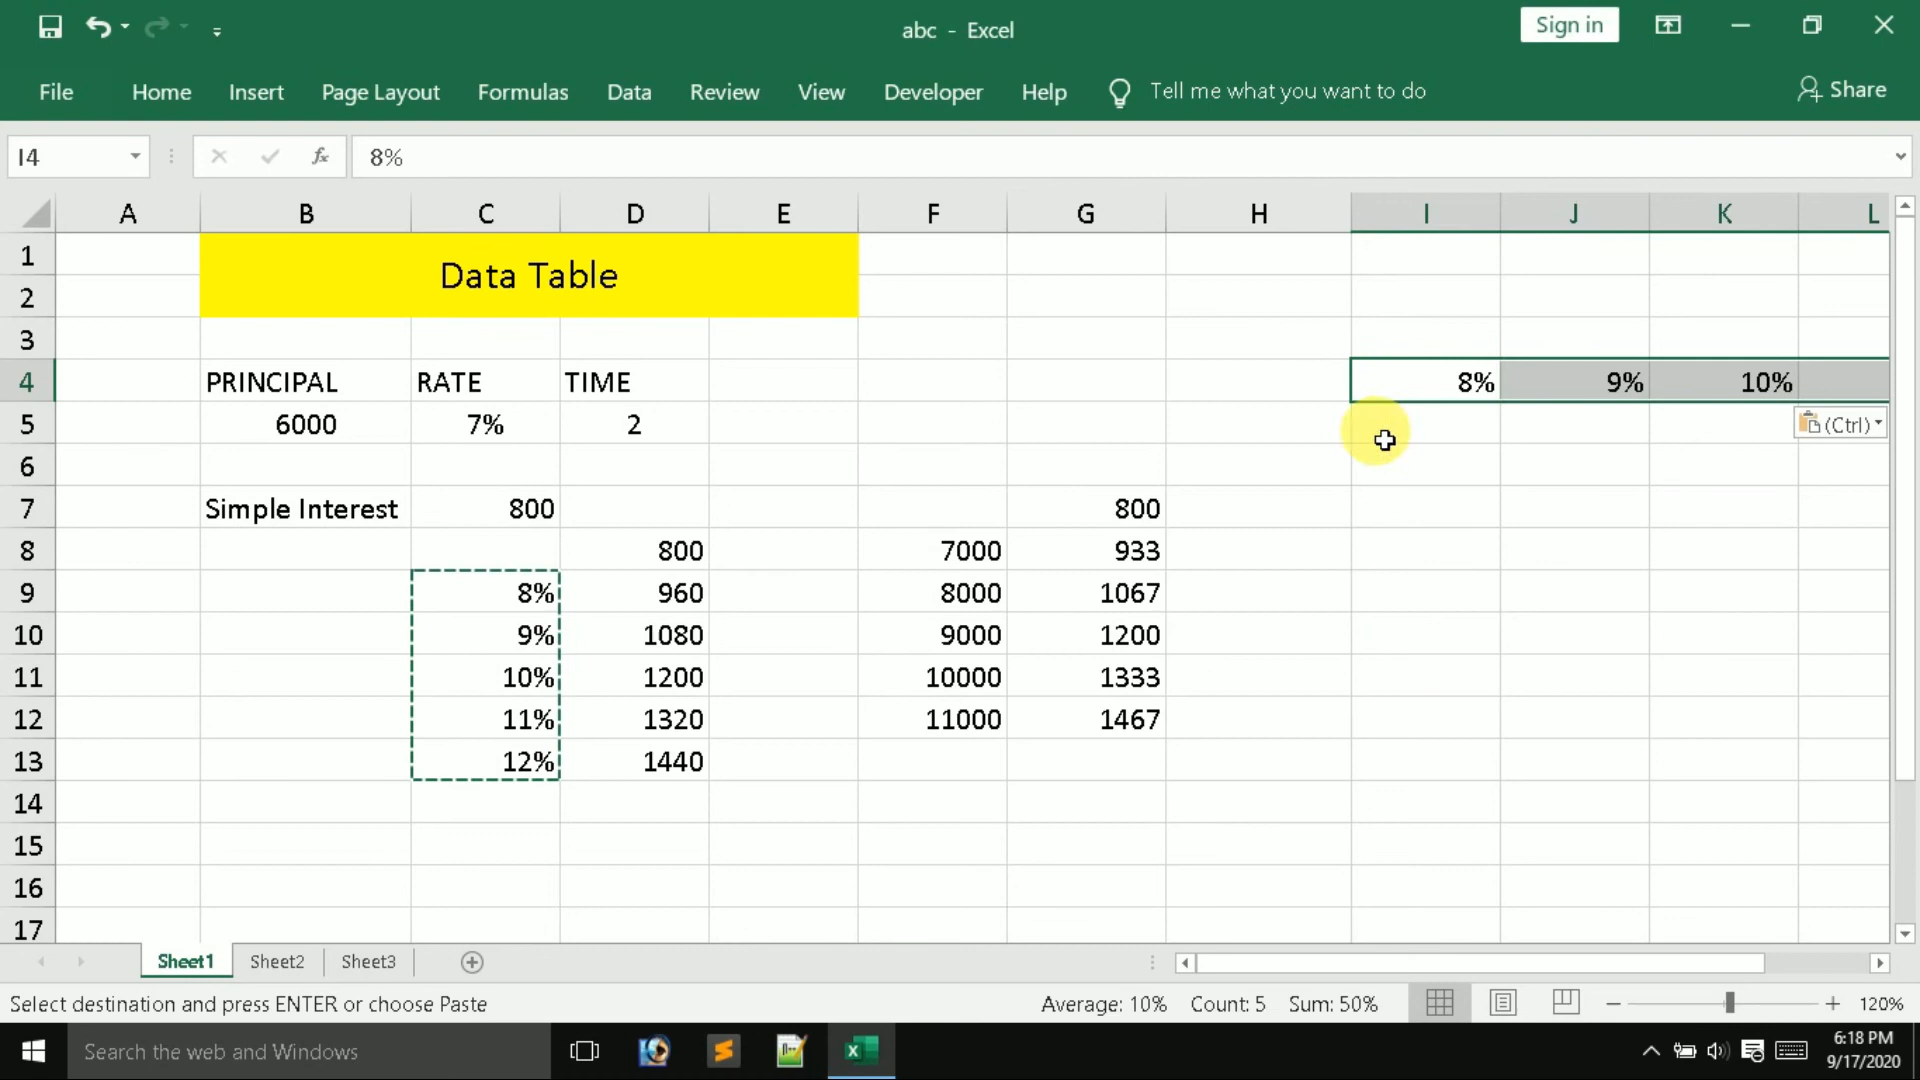 abc - Excel
Sign in
File Home Insert Page Layout Formulas Data Review View Developer Help Tell me what you want to do Share
I4 fx 8%
A B C D E F G H I J K L
1 Data Table
2
3
4 PRINCIPAL RATE TIME 8% 9% 10%
5 6000 7% 2 (Ctrl)
6
7 Simple Interest 800 800
8 800 7000 933
9 8% 960 8000 1067
10 9% 1080 9000 1200
11 10% 1200 10000 1333
12 11% 1320 11000 1467
13 12% 1440
14
15
16
17
Sheet1 Sheet2 Sheet3
Select destination and press ENTER or choose Paste Average: 10% Count: 5 Sum: 50% 120%
Search the web and Windows
6:18 PM
9/17/2020